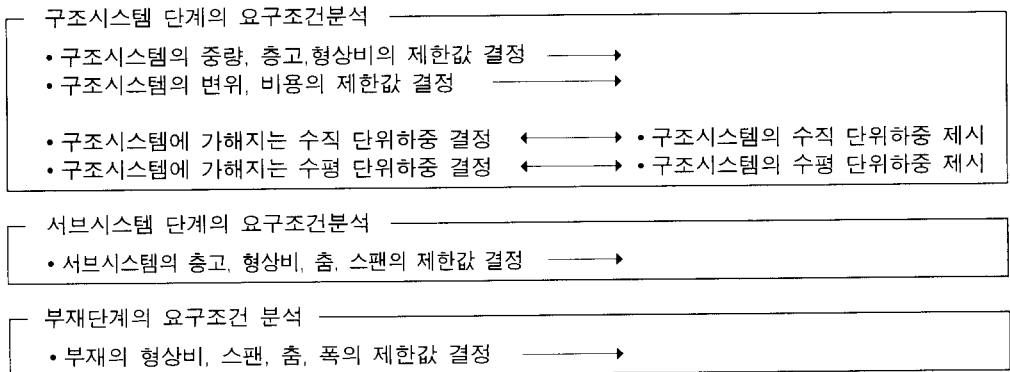 구조시스템 단계의 요구조건분석
• 구조시스템의 중량, 층고,형상비의 제한값 결정
• 구조시스템의 변위, 비용의 제한값 결정
• 구조시스템에 가해지는 수직 단위하중 결정 • 구조시스템의 수직 단위하중 제시
• 구조시스템에 가해지는 수평 단위하중 결정 • 구조시스템의 수평 단위하중 제시
서브시스템 단계의 요구조건분석
• 서브시스템의 층고, 형상비, 춤, 스팬의 제한값 결정
부재단계의 요구조건 분석
• 부재의 형상비, 스팬, 춤, 폭의 제한값 결정